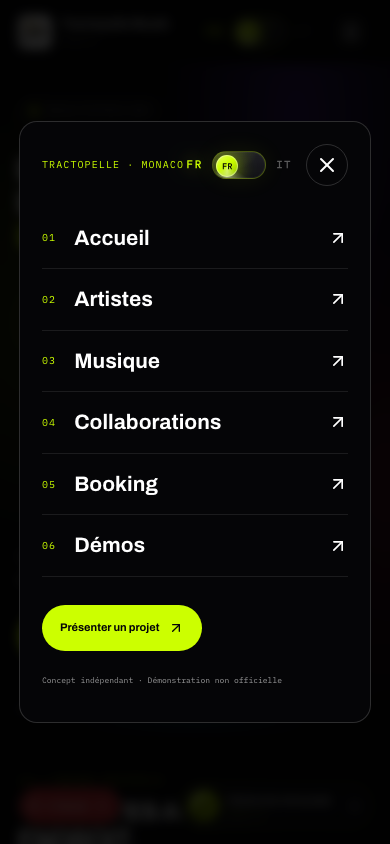 TRACTOPELLE · MONACO FR FR IT
01 Accueil
02 Artistes
03 Musique
04 Collaborations
05 Booking
06 Démos
Présenter un projet
Concept indépendant · Démonstration non officielle